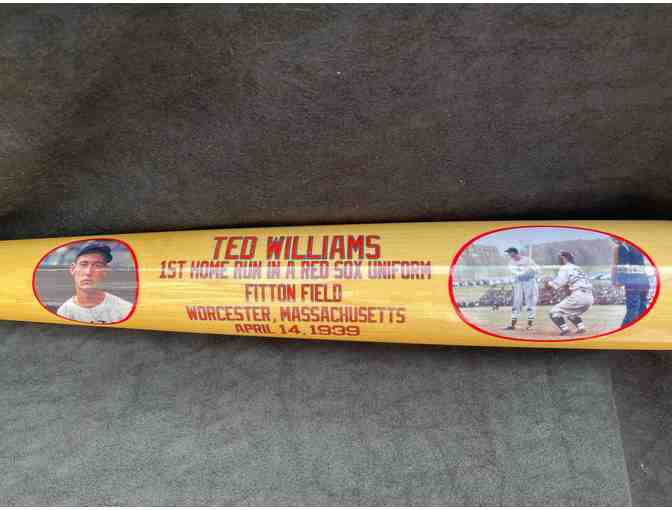 TED WILLIAMS
1ST HOME RUN IN A RED SOX UNIFORM
FITTON FIELD
WORCESTER, MASSACHUSETTS
APRIL 14, 1939